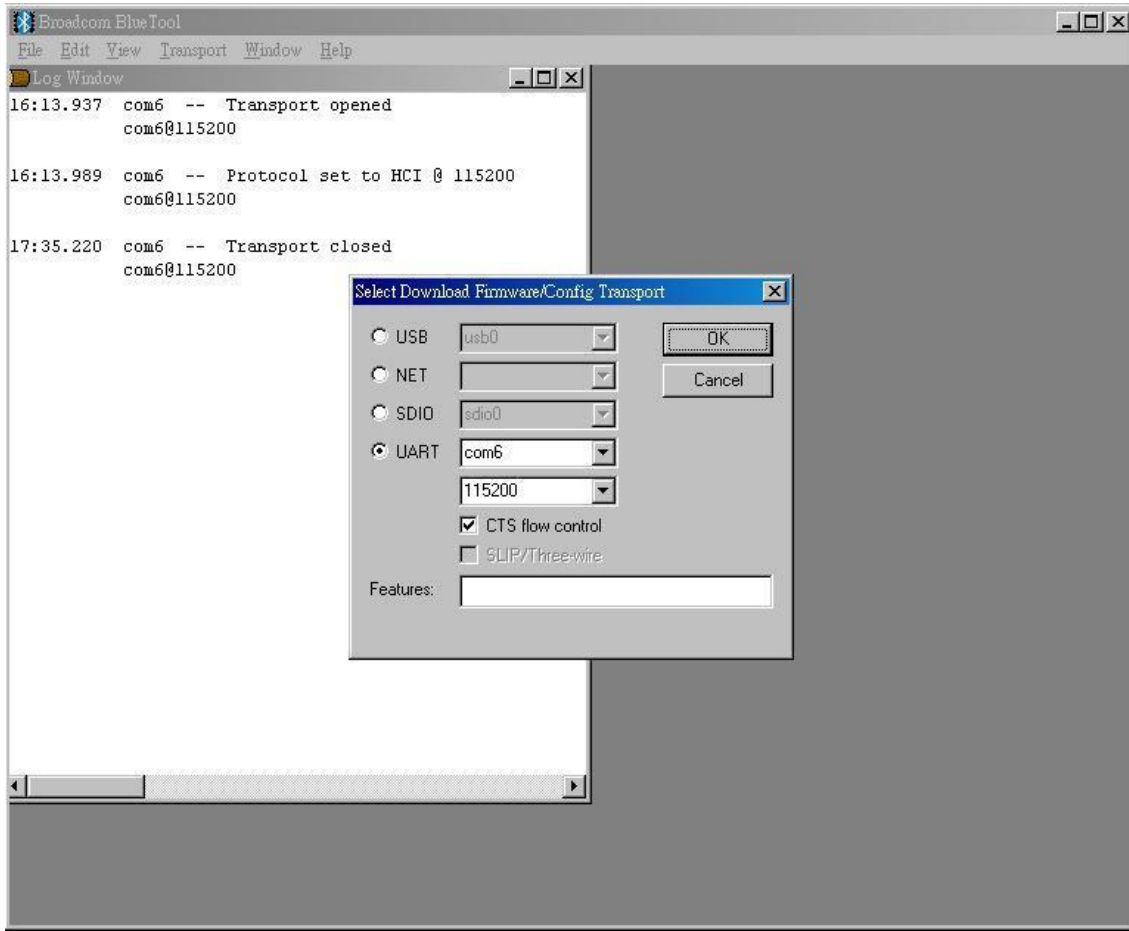 Broadcom BlueTool
File Edit View Transport Window Help
Log Window
16:13.937 com6 -- Transport opened
com6@115200
16:13.989 com6 -- Protocol set to HCI @ 115200
com6@115200
17:35.220 com6 -- Transport closed
com6@115200
Select Download Firmware/Config Transport
USB usb0 OK
NET Cancel
SDIO sdio0
UART com6
115200
CTS flow control
SLIP/Three-wire
Features: